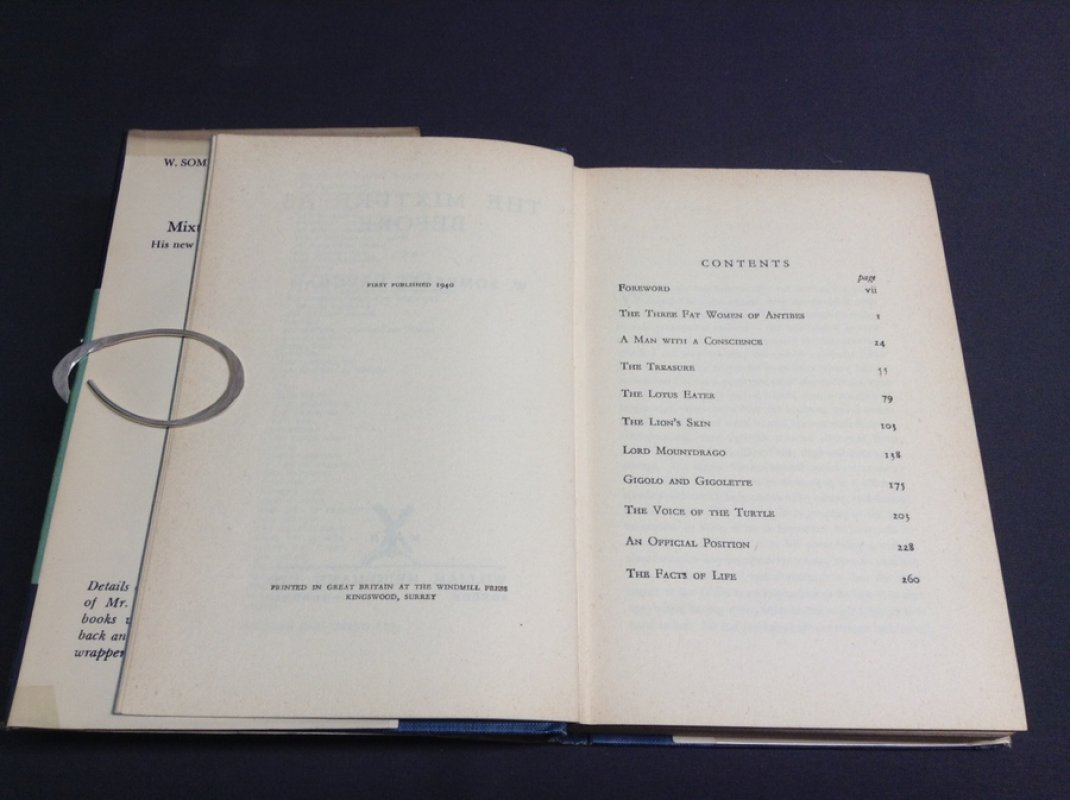 W. SOM
Mixt
His new
Details
of Mr.
books
back an
wrapper
THE MIXTURE AS
BEFORE
FIRST PUBLISHED 1940
PRINTED IN GREAT BRITAIN AT THE WINDMILL PRESS
KINGSWOOD, SURREY
CONTENTS
page
FOREWORD vii
THE THREE FAT WOMEN OF ANTIBES 1
A MAN WITH A CONSCIENCE 24
THE TREASURE 55
THE LOTUS EATER 79
THE LION'S SKIN 103
LORD MOUNTDRAGO 138
GIGOLO AND GIGOLETTE 175
THE VOICE OF THE TURTLE 205
AN OFFICIAL POSITION 228
THE FACTS OF LIFE 260